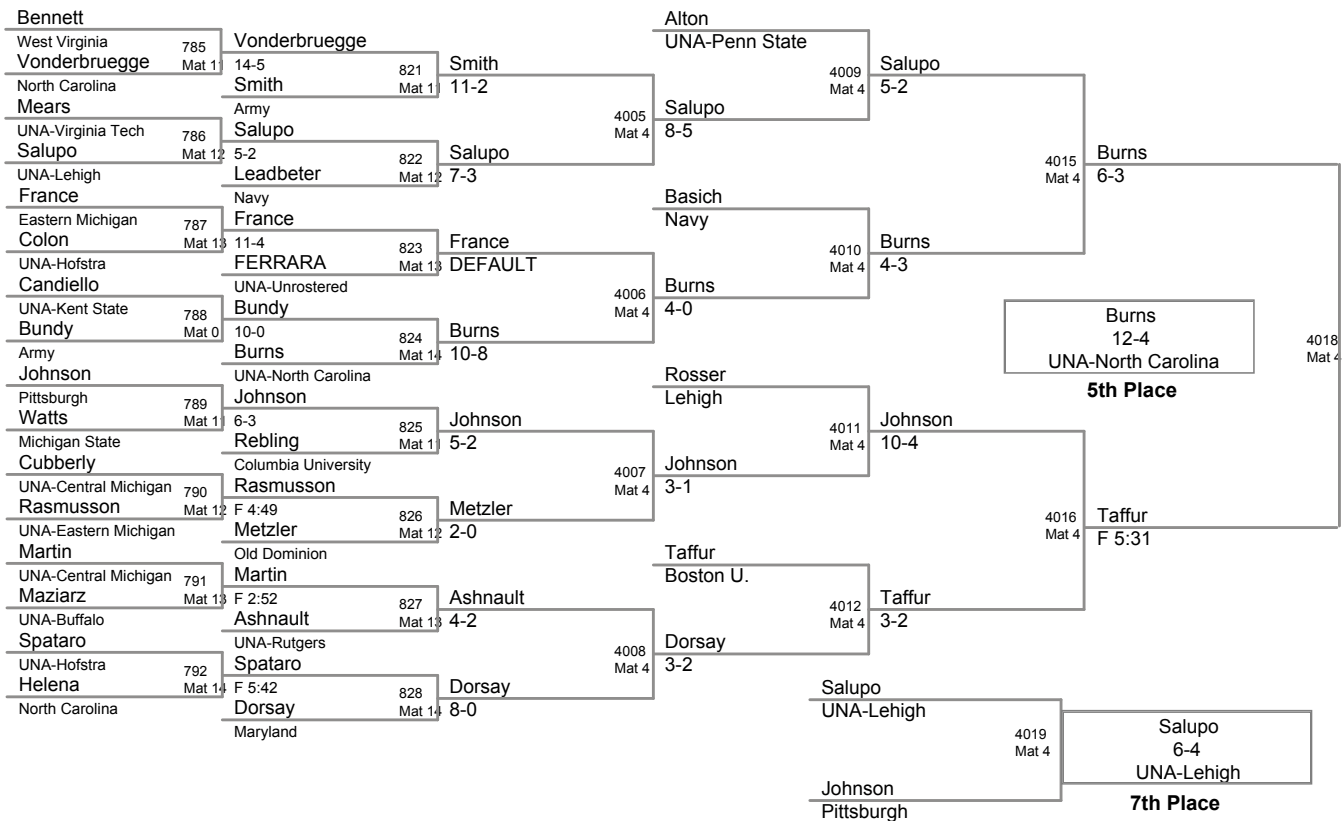 Bennett
West Virginia
785
Vonderbruegge
Mat 11
North Carolina
Mears
UNA-Virginia Tech
786
Salupo
Mat 12
UNA-Lehigh
France
Eastern Michigan
787
Colon
Mat 13
UNA-Hofstra
Candiello
UNA-Kent State
788
Bundy
Mat 0
Army
Johnson
Pittsburgh
789
Watts
Mat 11
Michigan State
Cubberly
UNA-Central Michigan
790
Rasmusson
Mat 12
UNA-Eastern Michigan
Martin
UNA-Central Michigan
791
Maziarz
Mat 13
UNA-Buffalo
Spataro
UNA-Hofstra
792
Helena
Mat 14
North Carolina
Vonderbruegge
14-5
821
Smith
Mat 11
Army
Salupo
5-2
822
Leadbeter
Mat 12
Navy
France
11-4
823
FERRARA
Mat 13
UNA-Unrostered
Bundy
10-0
824
Burns
Mat 14
UNA-North Carolina
Johnson
6-3
825
Rebling
Mat 11
Columbia University
Rasmusson
F 4:49
826
Metzler
Mat 12
Old Dominion
Martin
F 2:52
827
Ashnault
Mat 13
UNA-Rutgers
Spataro
F 5:42
828
Dorsay
Mat 14
Maryland
Smith
11-2
4005
Mat 4
Salupo
7-3
France
DEFAULT
4006
Mat 4
Burns
10-8
Johnson
5-2
4007
Mat 4
Metzler
2-0
Ashnault
4-2
4008
Mat 4
Dorsay
8-0
Alton
UNA-Penn State
4009
Mat 4
Salupo
8-5
Basich
Navy
4010
Mat 4
Burns
4-0
Rosser
Lehigh
4011
Mat 4
Johnson
3-1
Taffur
Boston U.
4012
Mat 4
Dorsay
3-2
Salupo
5-2
4015
Mat 4
Burns
4-3
Johnson
10-4
4016
Mat 4
Taffur
3-2
Burns
6-3
4018
Mat 4
Taffur
F 5:31
Burns
12-4
UNA-North Carolina
5th Place
Salupo
UNA-Lehigh
4019
Mat 4
Johnson
Pittsburgh
Salupo
6-4
UNA-Lehigh
7th Place